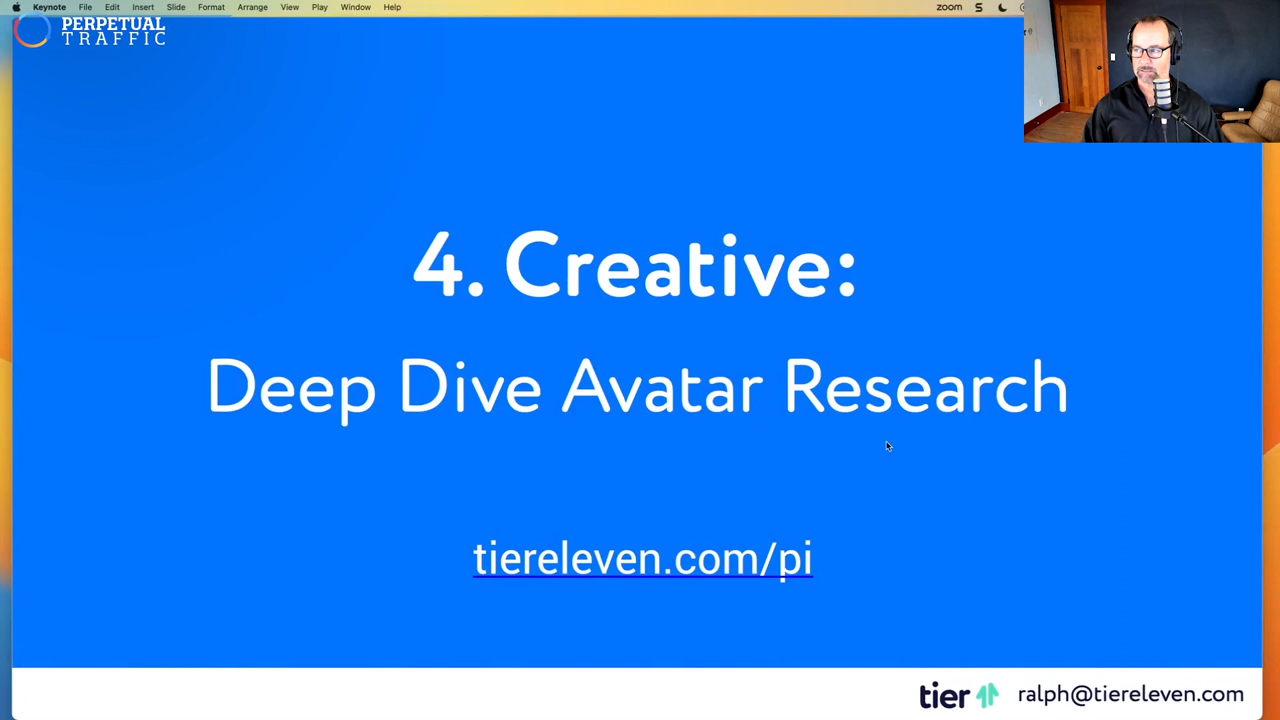 Keynote File Edit Insert Slide Format Arrange View Play Window Help zoom
PERPETUAL
TRAFFIC
4. Creative:
Deep Dive Avatar Research
tiereleven.com/pi
tier 11 ralph@tiereleven.com